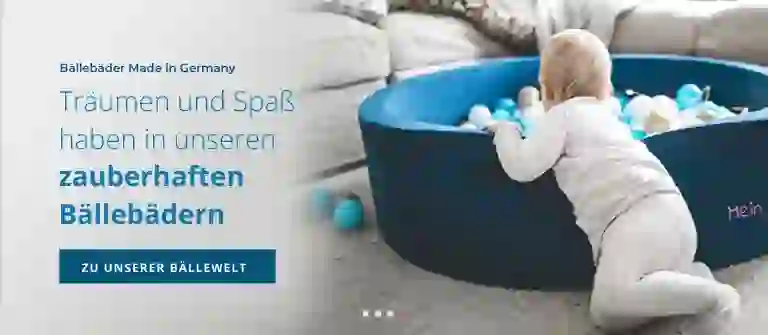 Bällebäder Made in Germany
Träumen und Spaß
haben in unseren
zauberhaften
Bällebädern
ZU UNSERER BÄLLEWELT
Mein